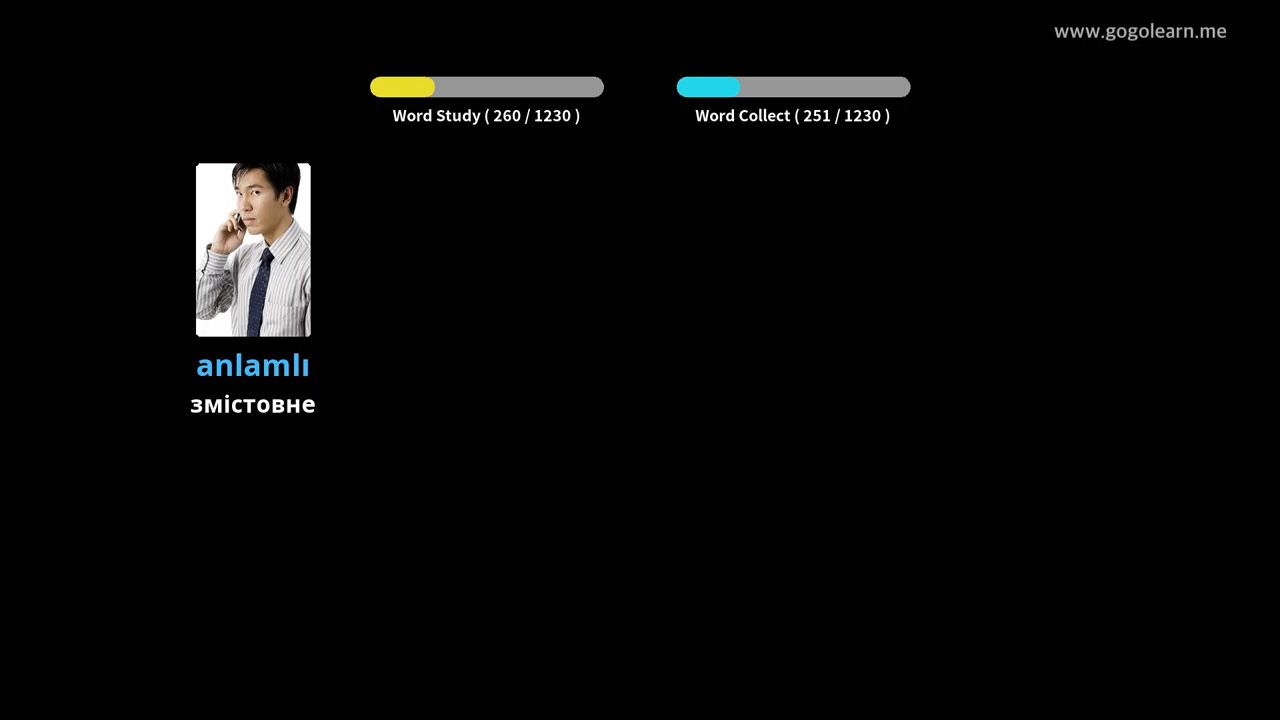 www.gogolearn.me
Word Study ( 260 / 1230 )
Word Collect ( 251 / 1230 )
anlamlı
змістовне